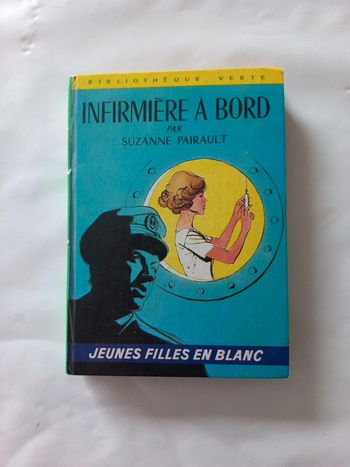 BIBLIOTHÈQUE VERTE
INFIRMIÈRE À BORD
PAR
SUZANNE PAIRAULT
JEUNES FILLES EN BLANC